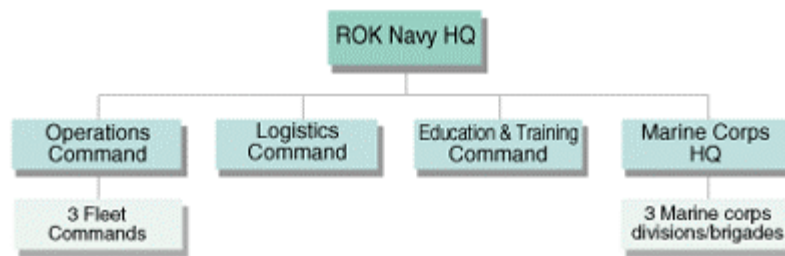 ROK Navy HQ
Operations
Command
Logistics
Command
Education & Training
Command
Marine Corps
HQ
3 Fleet
Commands
3 Marine corps
divisions/brigades